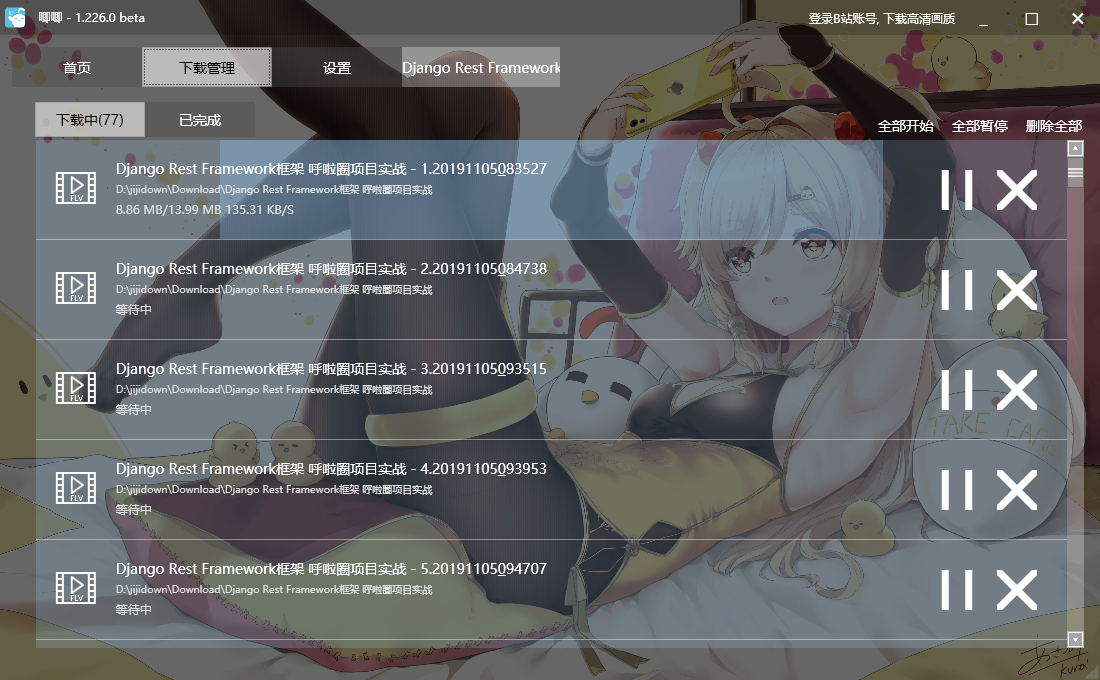 唧唧 - 1.226.0 beta
登录B站账号, 下载高清画质
首页
下载管理
设置
Django Rest Framework
下载中(77)
已完成
全部开始
全部暂停
删除全部
Django Rest Framework框架 呼啦圈项目实战 - 1.20191105083527
D:\jijidown\Download\Django Rest Framework框架 呼啦圈项目实战
8.86 MB/13.99 MB 135.31 KB/S
FLV
Django Rest Framework框架 呼啦圈项目实战 - 2.20191105084738
D:\jijidown\Download\Django Rest Framework框架 呼啦圈项目实战
等待中
FLV
Django Rest Framework框架 呼啦圈项目实战 - 3.20191105093515
D:\jijidown\Download\Django Rest Framework框架 呼啦圈项目实战
等待中
FLV
TAKE CARE
Django Rest Framework框架 呼啦圈项目实战 - 4.20191105093953
D:\jijidown\Download\Django Rest Framework框架 呼啦圈项目实战
等待中
FLV
Django Rest Framework框架 呼啦圈项目实战 - 5.20191105094707
D:\jijidown\Download\Django Rest Framework框架 呼啦圈项目实战
等待中
FLV